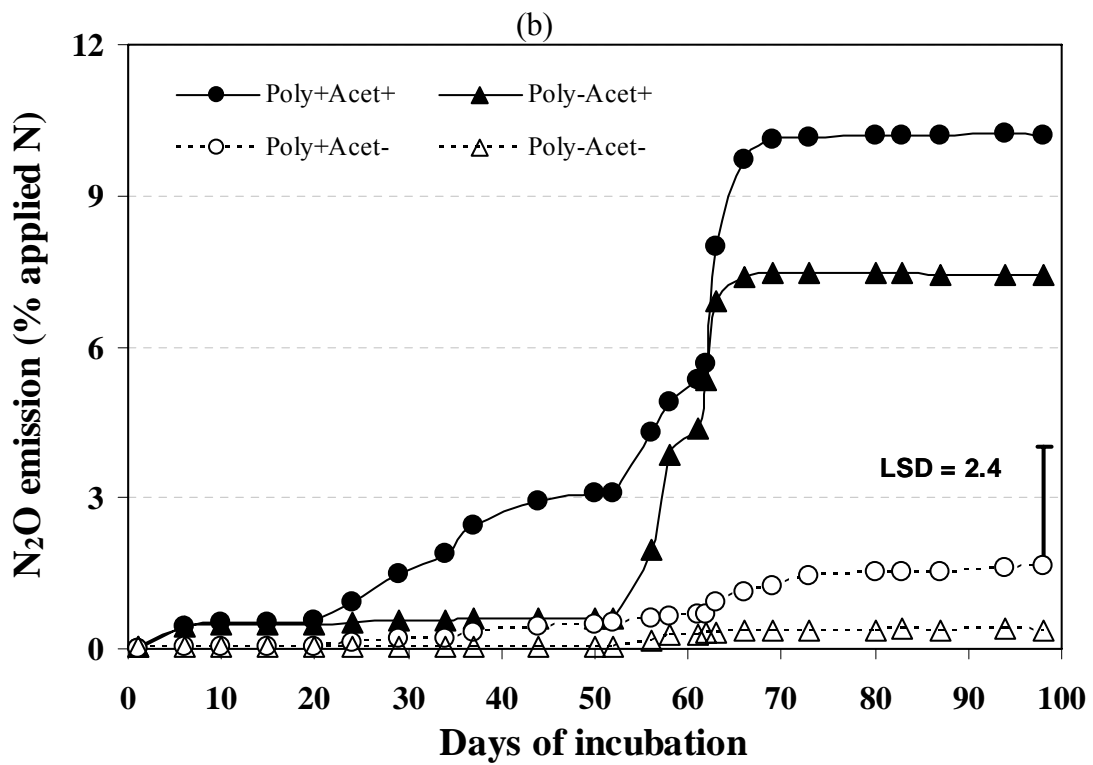 (b)
12
9
6
3
0
N₂O emission (% applied N)
Poly+Acet+
Poly-Acet+
Poly+Acet-
Poly-Acet-
LSD = 2.4
0 10 20 30 40 50 60 70 80 90 100
Days of incubation